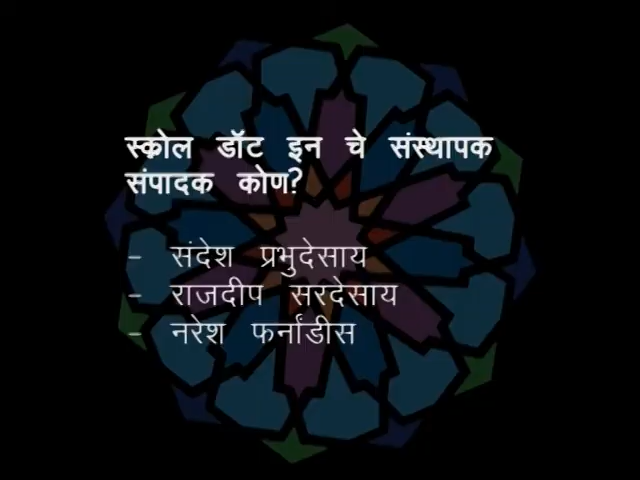 स्क्रोल डॉट इन चे संस्थापक
संपादक कोण?
- संदेश प्रभुदेसाय
- राजदीप सरदेसाय
- नरेश फर्नांडीस